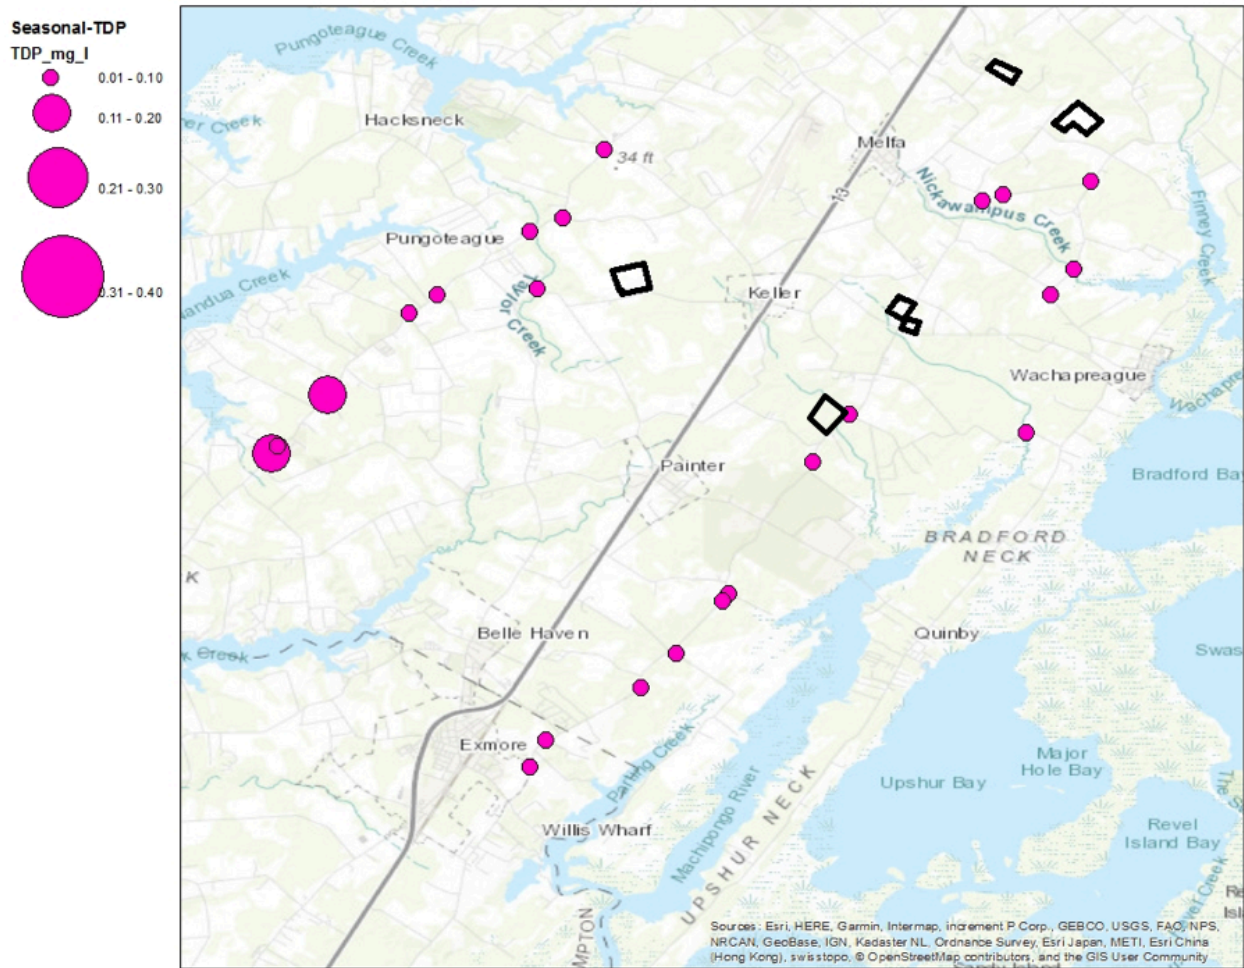 Seasonal-TDP
TDP_mg_l
0.01 - 0.10
0.11 - 0.20
0.21 - 0.30
0.31 - 0.40
Pungoteague Creek
Hacksneck
Creek
34 ft
Melfa
13
Nickawampus Creek
Finney Creek
Pungoteague
Taylor Creek
Creek
Keller
Wachapreague
Painter
Bradford Bay
BRADFORD
NECK
K
Belle Haven
Quinby
Creek
Swas
Exmore
Parting Creek
Machipongo River
UPSHUR NECK
Major
Hole Bay
Upshur Bay
The
Willis Wharf
Revel
Island Bay
MPTON
Sources: Esri, HERE, Garmin, Intermap, increment P Corp., GEBCO, USGS, FAO, NPS,
NRCAN, GeoBase, IGN, Kadaster NL, Ordnance Survey, Esri Japan, METI, Esri China
(Hong Kong), swisstopo, © OpenStreetMap contributors, and the GIS User Community